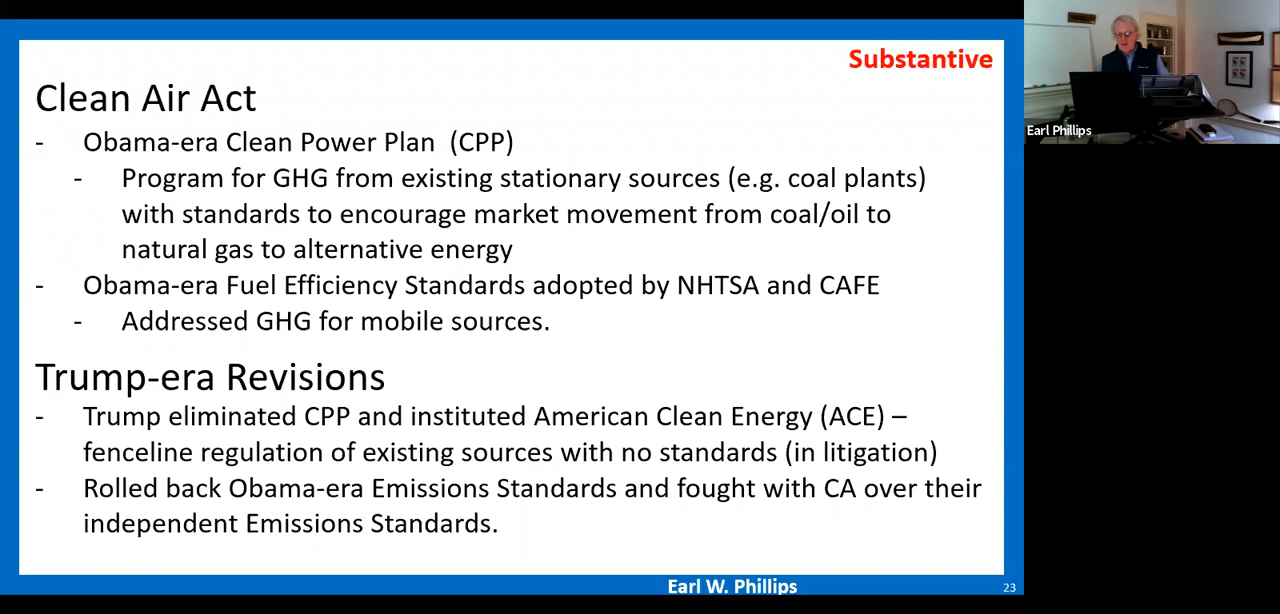 Substantive
Clean Air Act
- Obama-era Clean Power Plan (CPP)
- Program for GHG from existing stationary sources (e.g. coal plants)
with standards to encourage market movement from coal/oil to
natural gas to alternative energy
- Obama-era Fuel Efficiency Standards adopted by NHTSA and CAFE
- Addressed GHG for mobile sources.
Trump-era Revisions
- Trump eliminated CPP and instituted American Clean Energy (ACE) –
fenceline regulation of existing sources with no standards (in litigation)
- Rolled back Obama-era Emissions Standards and fought with CA over their
independent Emissions Standards.
Earl W. Phillips
23
Earl Phillips